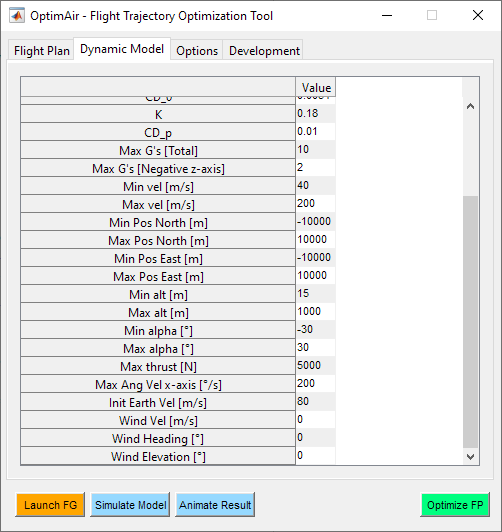 OptimAir - Flight Trajectory Optimization Tool
Flight Plan Dynamic Model Options Development
Value
CD_0
K 0.18
CD_p 0.01
Max G's [Total] 10
Max G's [Negative z-axis] 2
Min vel [m/s] 40
Max vel [m/s] 200
Min Pos North [m] -10000
Max Pos North [m] 10000
Min Pos East [m] -10000
Max Pos East [m] 10000
Min alt [m] 15
Max alt [m] 1000
Min alpha [°] -30
Max alpha [°] 30
Max thrust [N] 5000
Max Ang Vel x-axis [°/s] 200
Init Earth Vel [m/s] 80
Wind Vel [m/s] 0
Wind Heading [°] 0
Wind Elevation [°] 0
Launch FG Simulate Model Animate Result Optimize FP